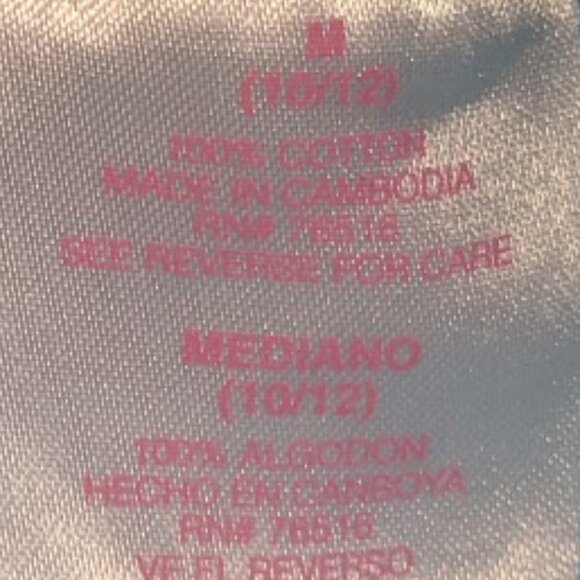 M
(10/12)
100% COTTON
MADE IN CAMBODIA
RN# 76516
SEE REVERSE FOR CARE
MEDIANO
(10/12)
100% ALGODON
HECHO EN CANBOYA
RN# 76516
VE EL REVERSO